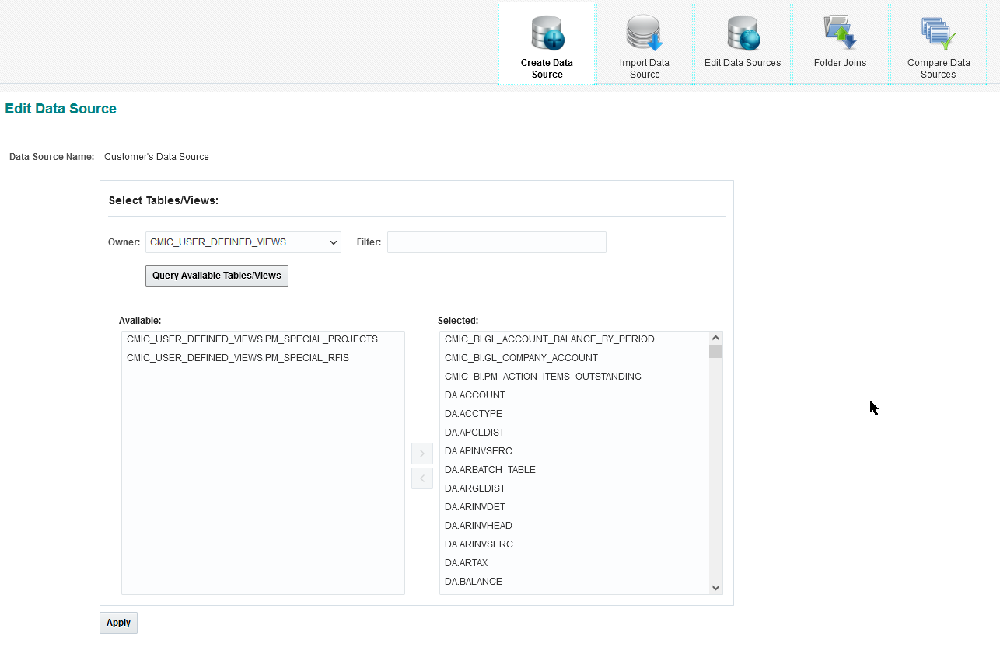 Create Data
Source
Import Data
Source
Edit Data Sources
Folder Joins
Compare Data
Sources
Edit Data Source
Data Source Name: Customer's Data Source
Select Tables/Views:
Owner: CMIC_USER_DEFINED_VIEWS Filter:
Query Available Tables/Views
Available:
CMIC_USER_DEFINED_VIEWS.PM_SPECIAL_PROJECTS
CMIC_USER_DEFINED_VIEWS.PM_SPECIAL_RFIS
Selected:
CMIC_BI.GL_ACCOUNT_BALANCE_BY_PERIOD
CMIC_BI.GL_COMPANY_ACCOUNT
CMIC_BI.PM_ACTION_ITEMS_OUTSTANDING
DA.ACCOUNT
DA.ACCTYPE
DA.APGLDIST
DA.APINVSERC
DA.ARBATCH_TABLE
DA.ARGLDIST
DA.ARINVDET
DA.ARINVHEAD
DA.ARINVSERC
DA.ARTAX
DA.BALANCE
Apply